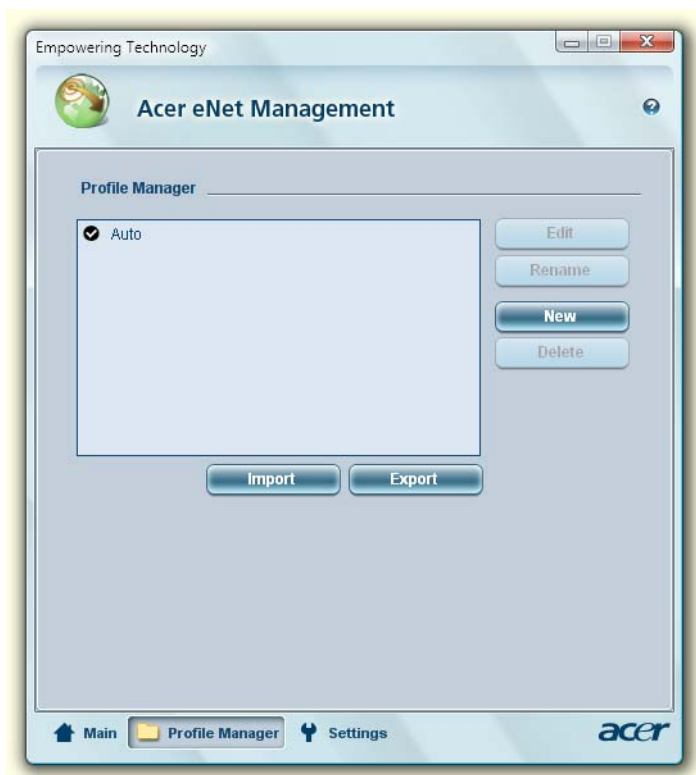 Empowering Technology
Acer eNet Management
Profile Manager
Auto
Edit
Rename
New
Delete
Import Export
Main Profile Manager Settings acer